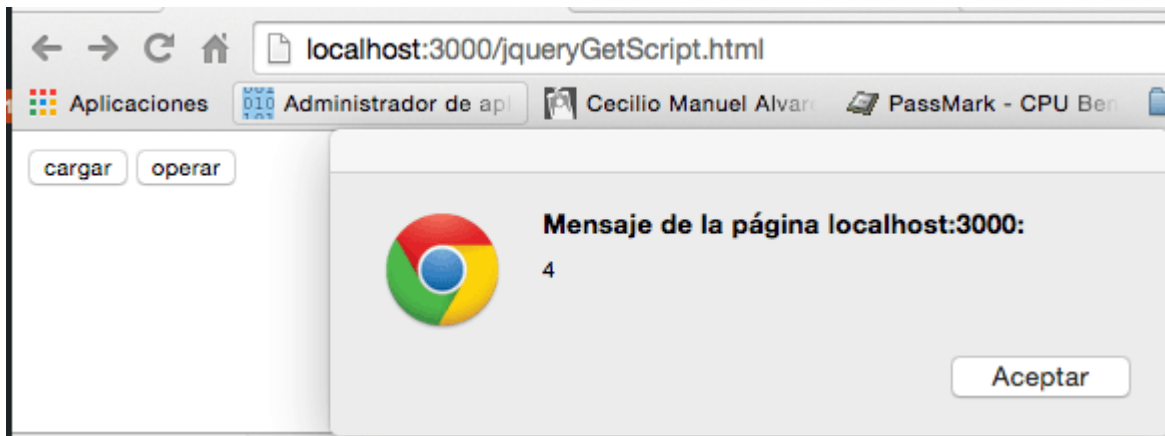 localhost:3000/jqueryGetScript.html
Aplicaciones Administrador de apl Cecilio Manuel Alvar PassMark - CPU Ben
cargar operar
Mensaje de la página localhost:3000:
4
Aceptar